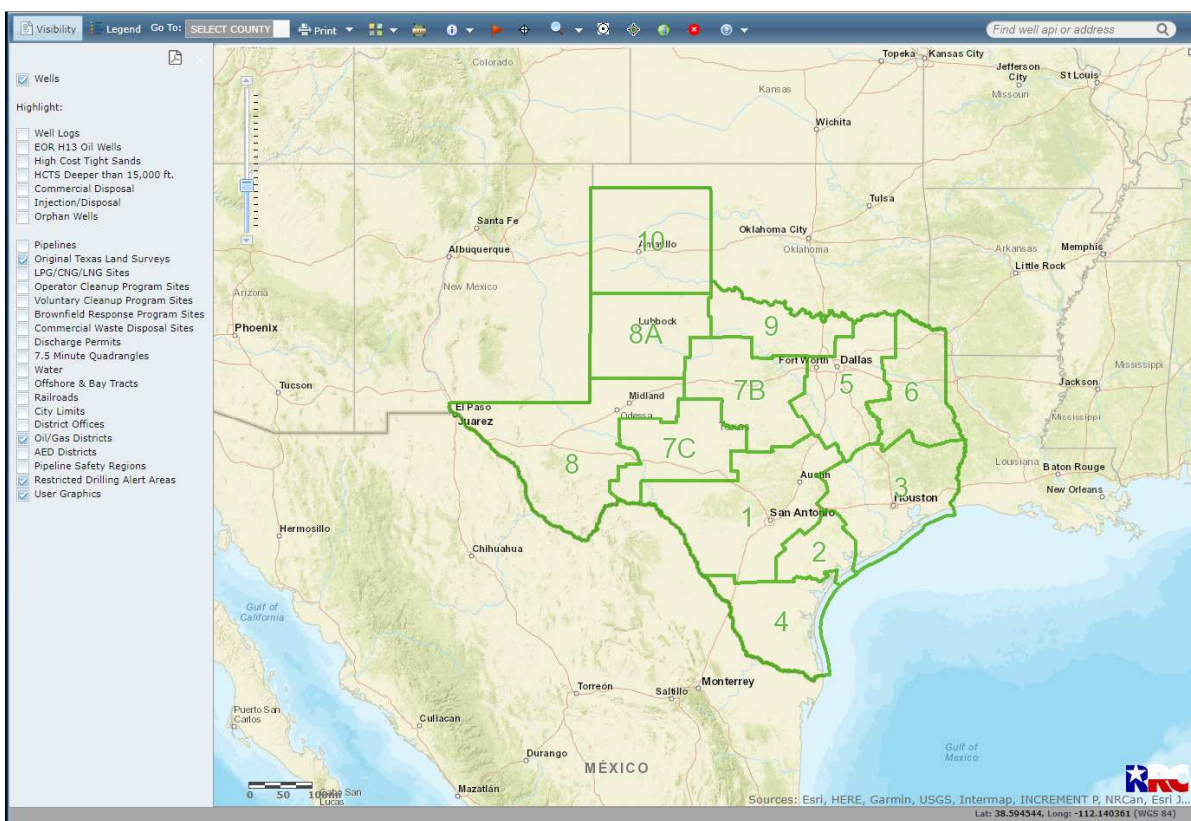 Visibility
Legend
Go To:
SELECT COUNTY
Print
Find well api or address
Wells
Highlight:
Well Logs
EOR H13 Oil Wells
High Cost Tight Sands
HCTS Deeper than 15,000 ft.
Commercial Disposal
Injection/Disposal
Orphan Wells
Pipelines
Original Texas Land Surveys
LPG/CNG/LNG Sites
Operator Cleanup Program Sites
Voluntary Cleanup Program Sites
Brownfield Response Program Sites
Commercial Waste Disposal Sites
Discharge Permits
7.5 Minute Quadrangles
Water
Offshore & Bay Tracts
Railroads
City Limits
District Offices
Oil/Gas Districts
AED Districts
Pipeline Safety Regions
Restricted Drilling Alert Areas
User Graphics
Colorado
Topeka
Kansas City
Jefferson
City
St Louis
Missouri
Kansas
Wichita
Tulsa
Santa Fe
Albuquerque
Oklahoma City
Oklahoma
10
Amarillo
Arkansas
Memphis
Little Rock
New Mexico
Arizona
Phoenix
Lubbock
8A
9
Fort Worth
Dallas
Mississippi
Tucson
7B
5
6
Jackson
Midland
Odessa
El Paso
Juarez
Texas
Mississippi
7C
8
Austin
Louisiana
Baton Rouge
3
Houston
New Orleans
1
San Antonio
Hermosillo
Chihuahua
2
Gulf of
California
4
Monterrey
Torreón
Saltillo
Puerto San
Carlos
Culiacan
Durango
MÉXICO
Gulf of
Mexico
Mazatlán
0 50 100mi
San
Lucas
RRC
Sources: Esri, HERE, Garmin, USGS, Intermap, INCREMENT P, NRCan, Esri J...
Lat: 38.594544, Long: -112.140361 (WGS 84)